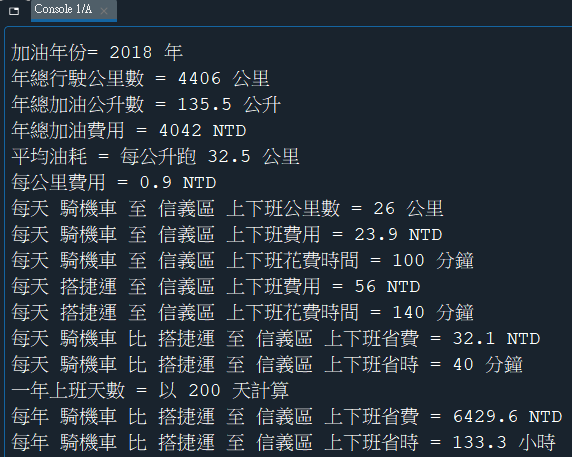 Console 1/A
加油年份= 2018 年
年總行駛公里數 = 4406 公里
年總加油公升數 = 135.5 公升
年總加油費用 = 4042 NTD
平均油耗 = 每公升跑 32.5 公里
每公里費用 = 0.9 NTD
每天 騎機車 至 信義區 上下班公里數 = 26 公里
每天 騎機車 至 信義區 上下班費用 = 23.9 NTD
每天 騎機車 至 信義區 上下班花費時間 = 100 分鐘
每天 搭捷運 至 信義區 上下班費用 = 56 NTD
每天 搭捷運 至 信義區 上下班花費時間 = 140 分鐘
每天 騎機車 比 搭捷運 至 信義區 上下班省費 = 32.1 NTD
每天 騎機車 比 搭捷運 至 信義區 上下班省時 = 40 分鐘
一年上班天數 = 以 200 天計算
每年 騎機車 比 搭捷運 至 信義區 上下班省費 = 6429.6 NTD
每年 騎機車 比 搭捷運 至 信義區 上下班省時 = 133.3 小時